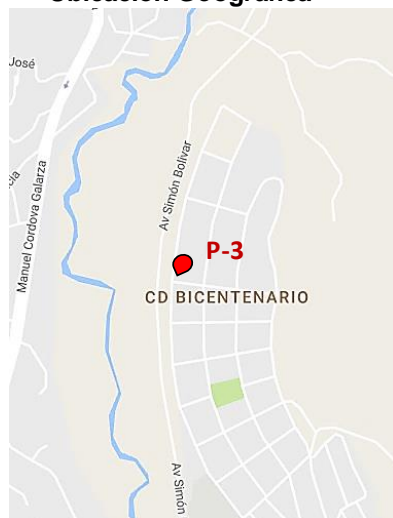 Ubicación Geográfica
José
Av Simón Bolívar
Manuel Cordova Galarza
P-3
CD BICENTENARIO
Av Simón